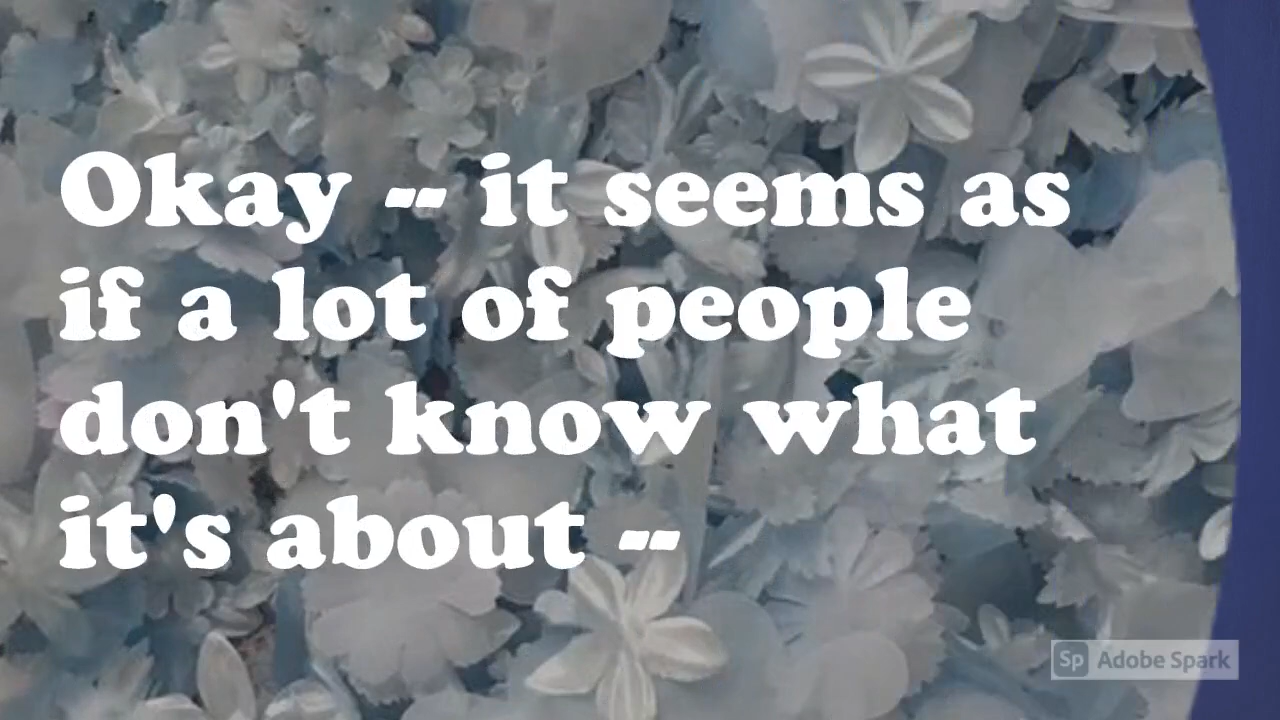 Okay -- it seems as
if a lot of people
don't know what
it's about --
Sp Adobe Spark